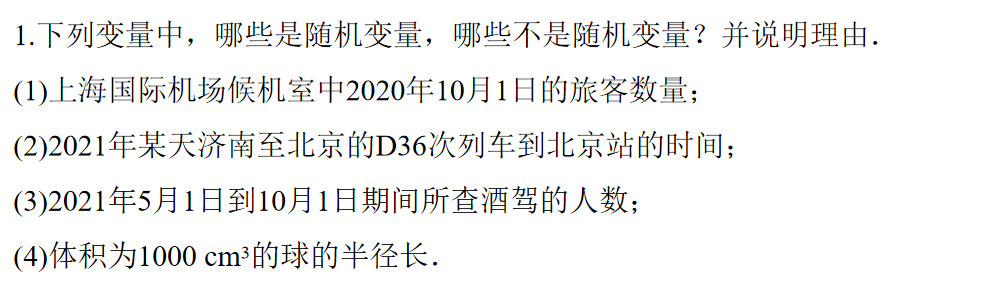 1.下列变量中，哪些是随机变量，哪些不是随机变量？并说明理由．
(1)上海国际机场候机室中2020年10月1日的旅客数量；
(2)2021年某天济南至北京的D36次列车到北京站的时间；
(3)2021年5月1日到10月1日期间所查酒驾的人数；
(4)体积为1000 cm³的球的半径长．